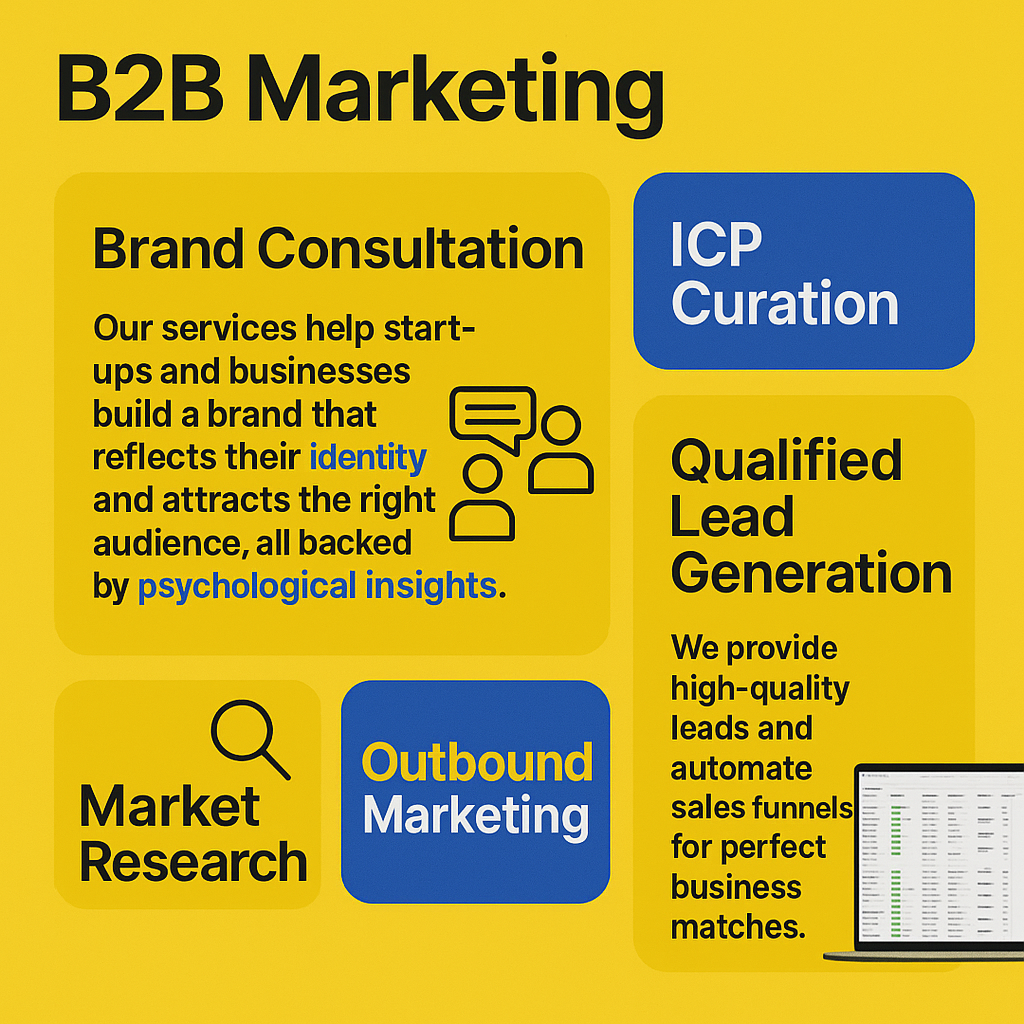 B2B Marketing
Brand Consultation
Our services help start-
ups and businesses
build a brand that
reflects their identity
and attracts the right
audience, all backed
by psychological insights.
ICP
Curation
Qualified
Lead
Generation
We provide
high-quality
leads and
automate
sales funnels
for perfect
business
matches.
Market
Research
Outbound
Marketing